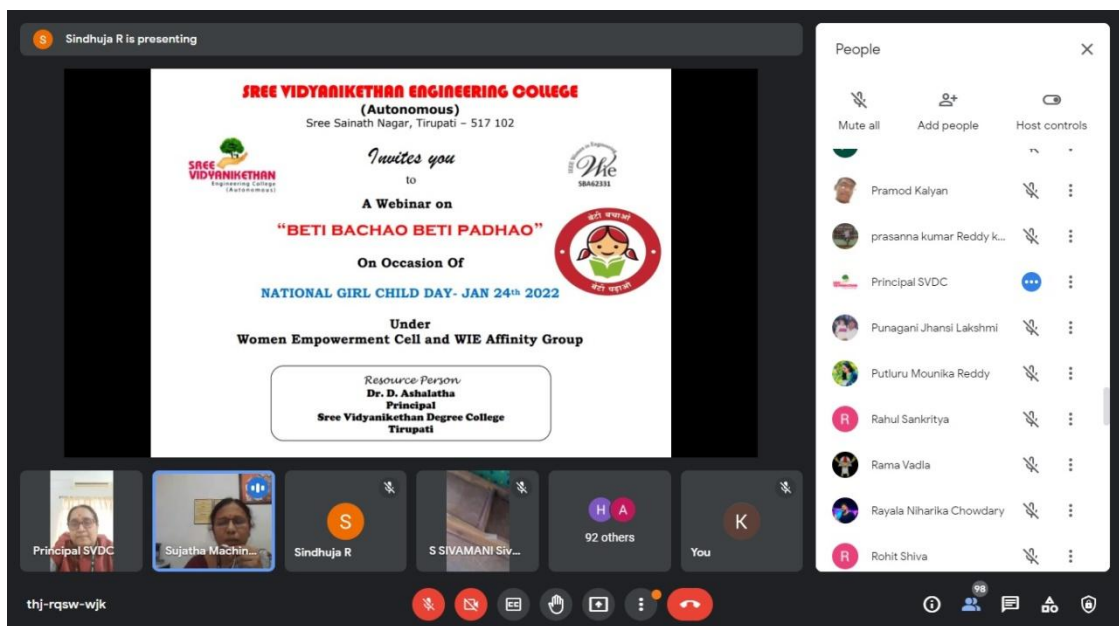 S
Sindhuja R is presenting
SREE VIDYANIKETHAN ENGINEERING COLLEGE
(Autonomous)
Sree Sainath Nagar, Tirupati – 517 102
SREE
VIDYANIKETHAN
Engineering College
(Autonomous)
Invites you
to
WIE
SBA62331
A Webinar on
“BETI BACHAO BETI PADHAO”
बेटी बचाओ
बेटी पढ़ाओ
On Occasion Of
NATIONAL GIRL CHILD DAY- JAN 24th 2022
Under
Women Empowerment Cell and WIE Affinity Group
Resource Person
Dr. D. Ashalatha
Principal
Sree Vidyanikethan Degree College
Tirupati
Principal SVDC
Sujatha Machin...
S
Sindhuja R
S SIVAMANI Siv...
H A
92 others
K
You
thj-rqsw-wjk
CC
98
People
Mute all
Add people
Host controls
Pramod Kalyan
prasanna kumar Reddy k...
Principal SVDC
Punagani Jhansi Lakshmi
Putluru Mounika Reddy
R
Rahul Sankritya
Rama Vadla
Rayala Niharika Chowdary
R
Rohit Shiva